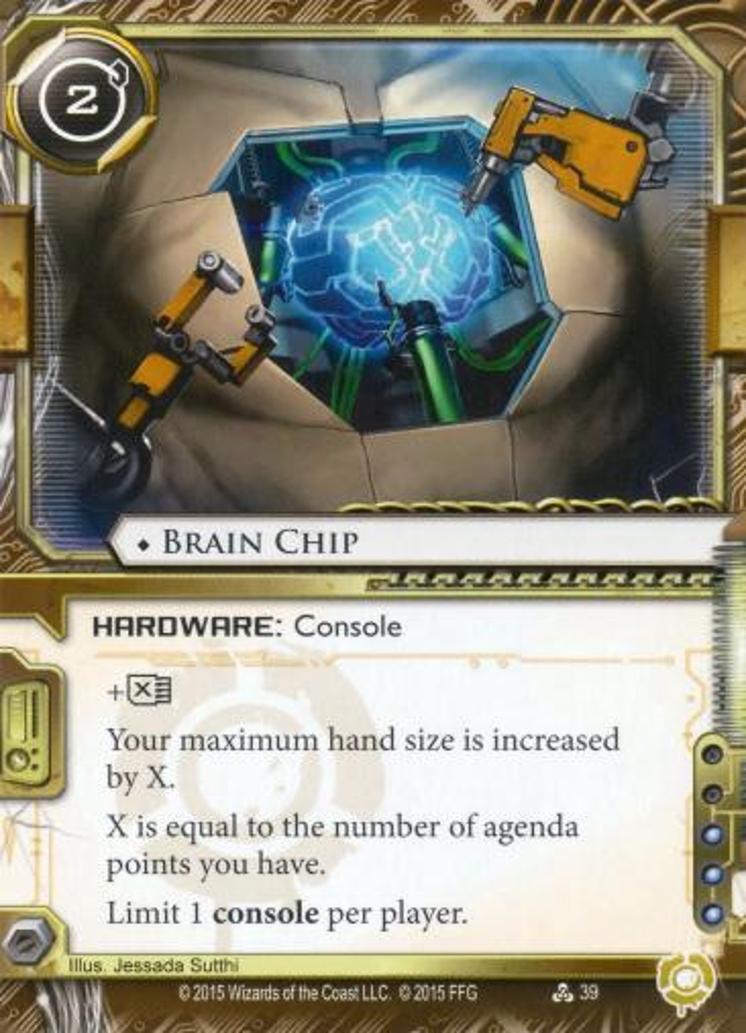 2
♦ BRAIN CHIP
HARDWARE: Console
+X
Your maximum hand size is increased
by X.
X is equal to the number of agenda
points you have.
Limit 1 console per player.
Illus. Jessada Sutthi
© 2015 Wizards of the Coast LLC. © 2015 FFG 39